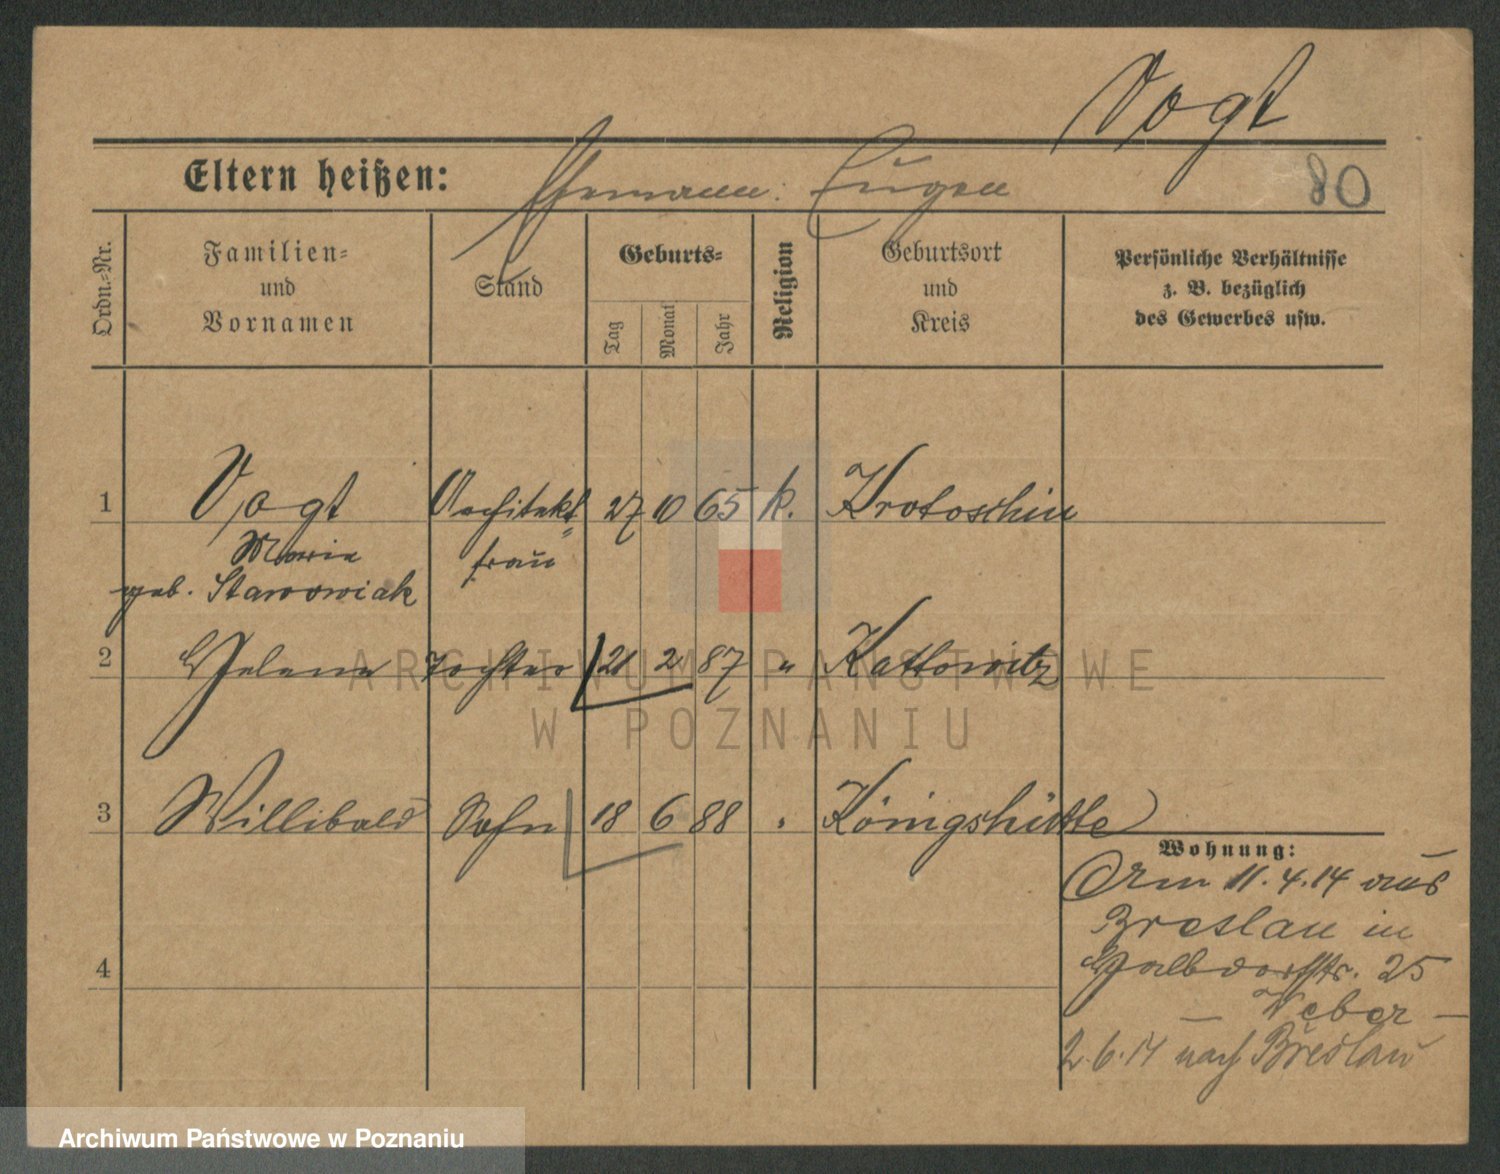 Vogt
Eltern heißen: Ehemann: Eugen 80
Ordn.-Nr. Familien- und Vornamen Stand Geburts- Tag Monat Jahr Religion Geburtsort und Kreis Persönliche Verhältnisse z. B. bezüglich des Gewerbes usw.
1 Vogt Architekt= 27 10 65 k. Krotoschin
Maria frau
geb. Starowiak
2 Helene Tochter 21 2 87 " Kattowitz
3 Willibald Sohn 18 6 88 " Königshütte
Wohnung:
Am 11.4.14 aus
Breslau in
Halbdorfstr. 25
4
Weber –
2.6.14 nach Breslau
ARCHIWUM PAŃSTWOWE
W POZNANIU
Archiwum Państwowe w Poznaniu